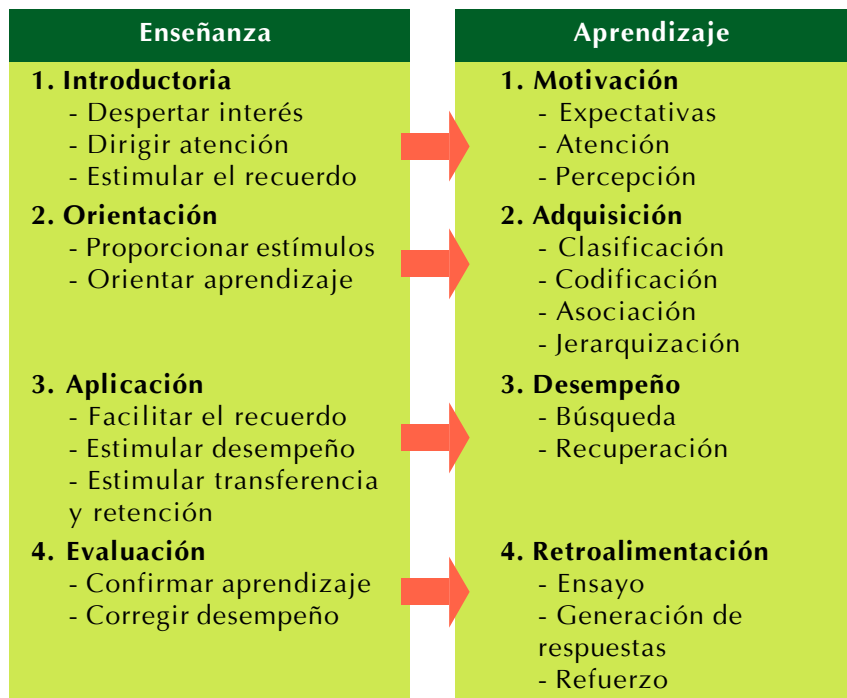 Enseñanza
1. Introductoria
- Despertar interés
- Dirigir atención
- Estimular el recuerdo
2. Orientación
- Proporcionar estímulos
- Orientar aprendizaje
3. Aplicación
- Facilitar el recuerdo
- Estimular desempeño
- Estimular transferencia
y retención
4. Evaluación
- Confirmar aprendizaje
- Corregir desempeño
Aprendizaje
1. Motivación
- Expectativas
- Atención
- Percepción
2. Adquisición
- Clasificación
- Codificación
- Asociación
- Jerarquización
3. Desempeño
- Búsqueda
- Recuperación
4. Retroalimentación
- Ensayo
- Generación de
respuestas
- Refuerzo